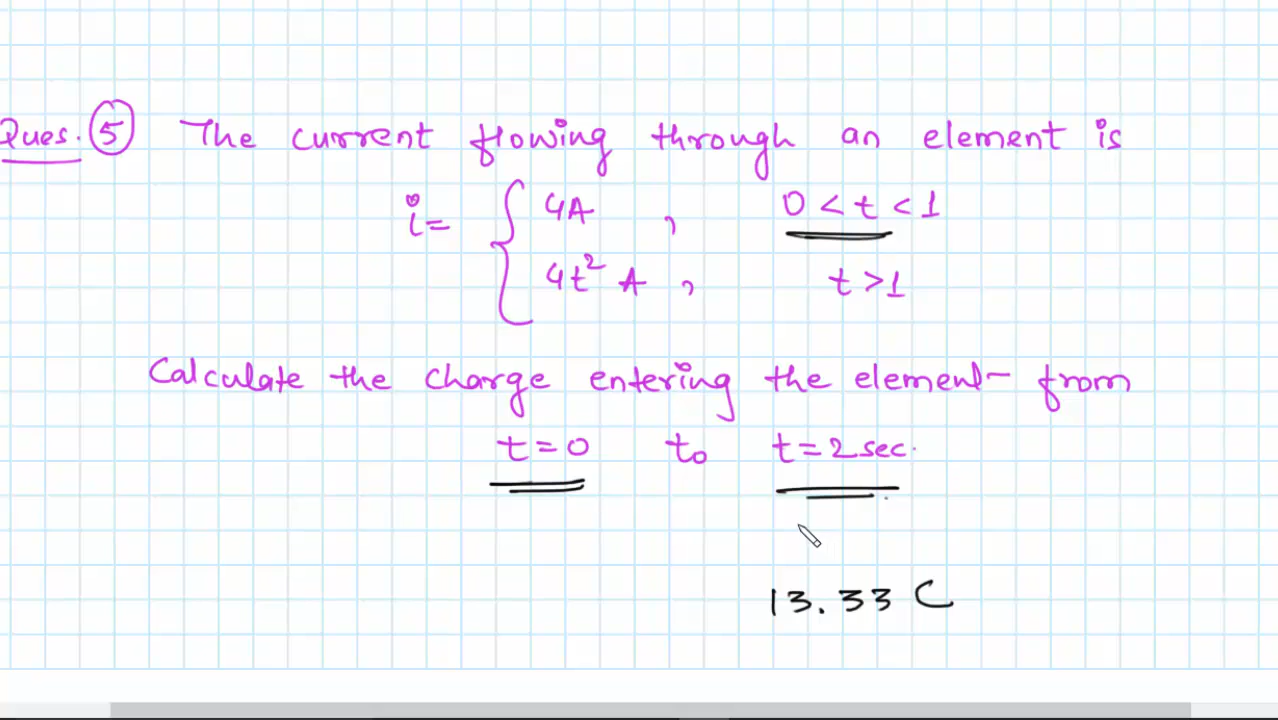 Ques. 5 The current flowing through an element is
i= { 4A , 0 < t < 1
4t² A , t >1
Calculate the charge entering the element from
t = 0 to t = 2 sec.
13.33 C